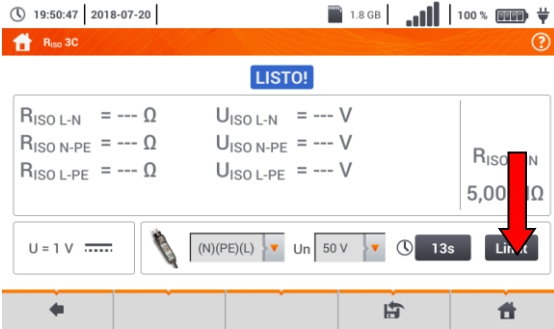 19:50:47 2018-07-20 1.8 GB 100 %
RISO 3C ?
LISTO!
RISO L-N = --- Ω UISO L-N = --- V
RISO N-PE = --- Ω UISO N-PE = --- V
RISO L-PE = --- Ω UISO L-PE = --- V
U = 1 V (N)(PE)(L) Un 50 V 13s